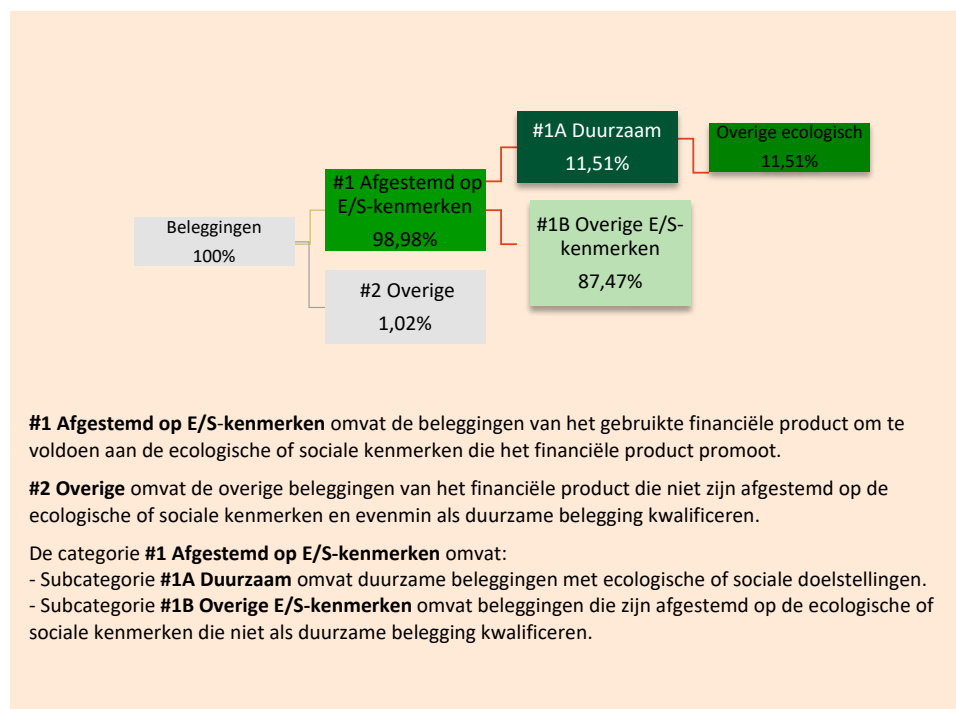 #1A Duurzaam
11,51%
Overige ecologisch
11,51%
#1 Afgestemd op
E/S-kenmerken
98,98%
Beleggingen
100%
#1B Overige E/S-
kenmerken
87,47%
#2 Overige
1,02%
#1 Afgestemd op E/S-kenmerken omvat de beleggingen van het gebruikte financiële product om te
voldoen aan de ecologische of sociale kenmerken die het financiële product promoot.
#2 Overige omvat de overige beleggingen van het financiële product die niet zijn afgestemd op de
ecologische of sociale kenmerken en evenmin als duurzame belegging kwalificeren.
De categorie #1 Afgestemd op E/S-kenmerken omvat:
- Subcategorie #1A Duurzaam omvat duurzame beleggingen met ecologische of sociale doelstellingen.
- Subcategorie #1B Overige E/S-kenmerken omvat beleggingen die zijn afgestemd op de ecologische of
sociale kenmerken die niet als duurzame belegging kwalificeren.